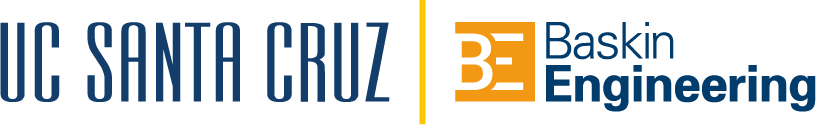 UC SANTA CRUZ
BE
Baskin
Engineering